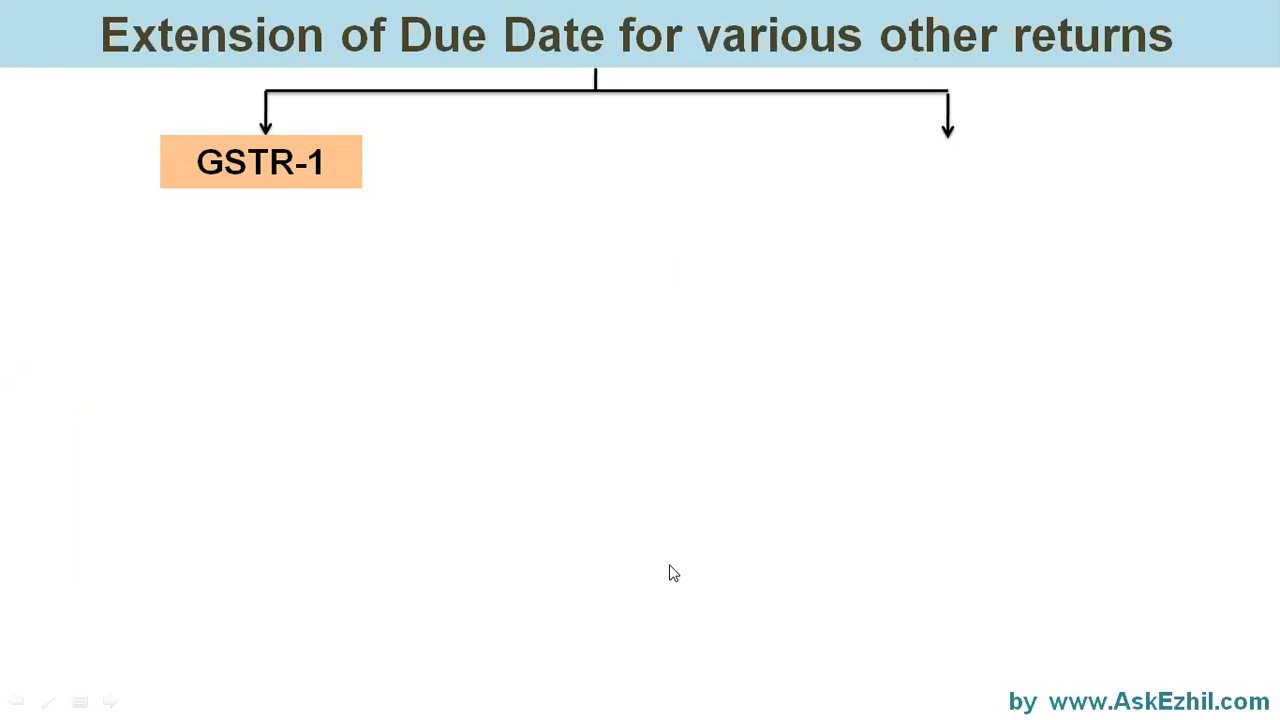 Extension of Due Date for various other returns
GSTR-1
by www.AskEzhil.com